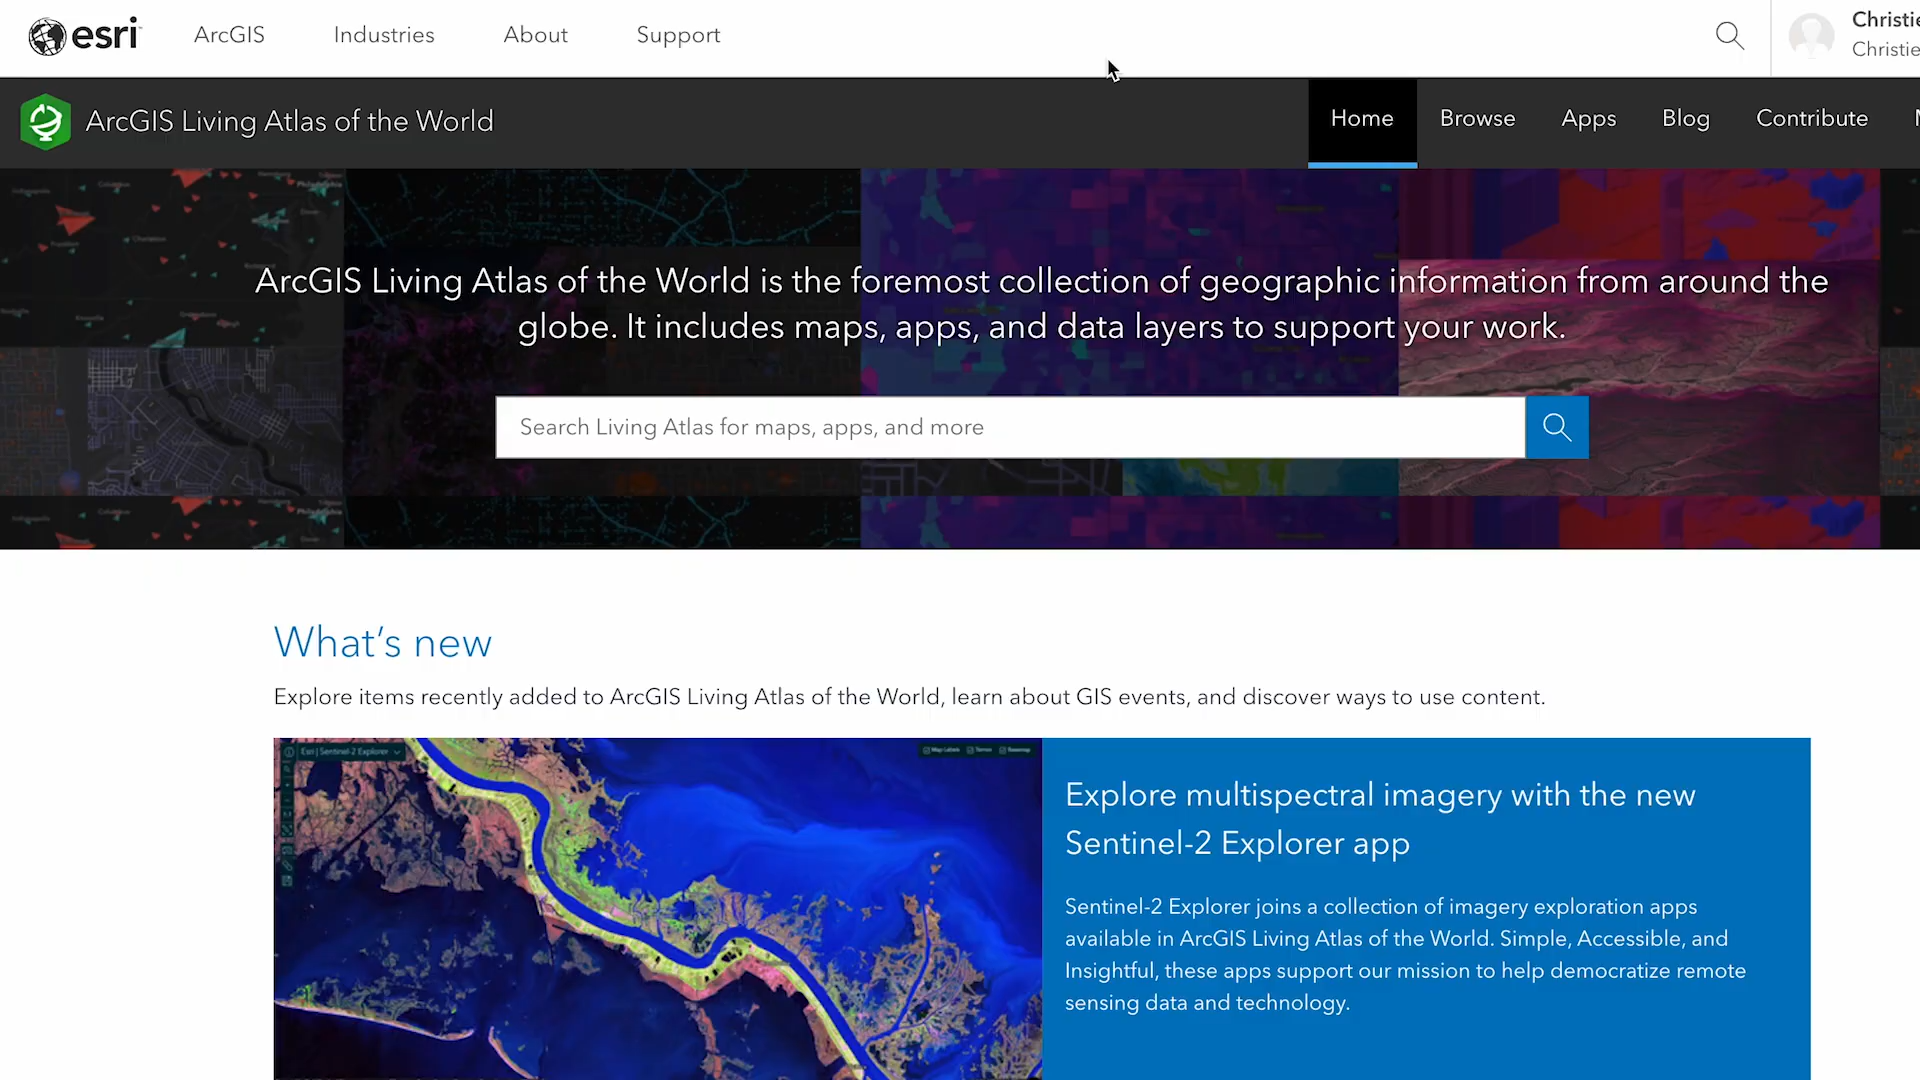 esri
ArcGIS
Industries
About
Support
Christie
Christie
ArcGIS Living Atlas of the World
Home
Browse
Apps
Blog
Contribute
ArcGIS Living Atlas of the World is the foremost collection of geographic information from around the
globe. It includes maps, apps, and data layers to support your work.
Search Living Atlas for maps, apps, and more
What's new
Explore items recently added to ArcGIS Living Atlas of the World, learn about GIS events, and discover ways to use content.
Esri | Sentinel-2 Explorer
Map Labels
Terrain
Basemap
Explore multispectral imagery with the new
Sentinel-2 Explorer app
Sentinel-2 Explorer joins a collection of imagery exploration apps
available in ArcGIS Living Atlas of the World. Simple, Accessible, and
Insightful, these apps support our mission to help democratize remote
sensing data and technology.